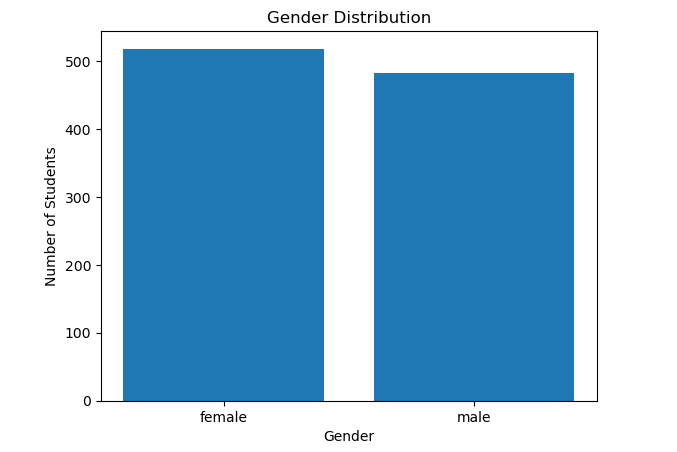 Gender Distribution
Number of Students
500
400
300
200
100
0
female male
Gender